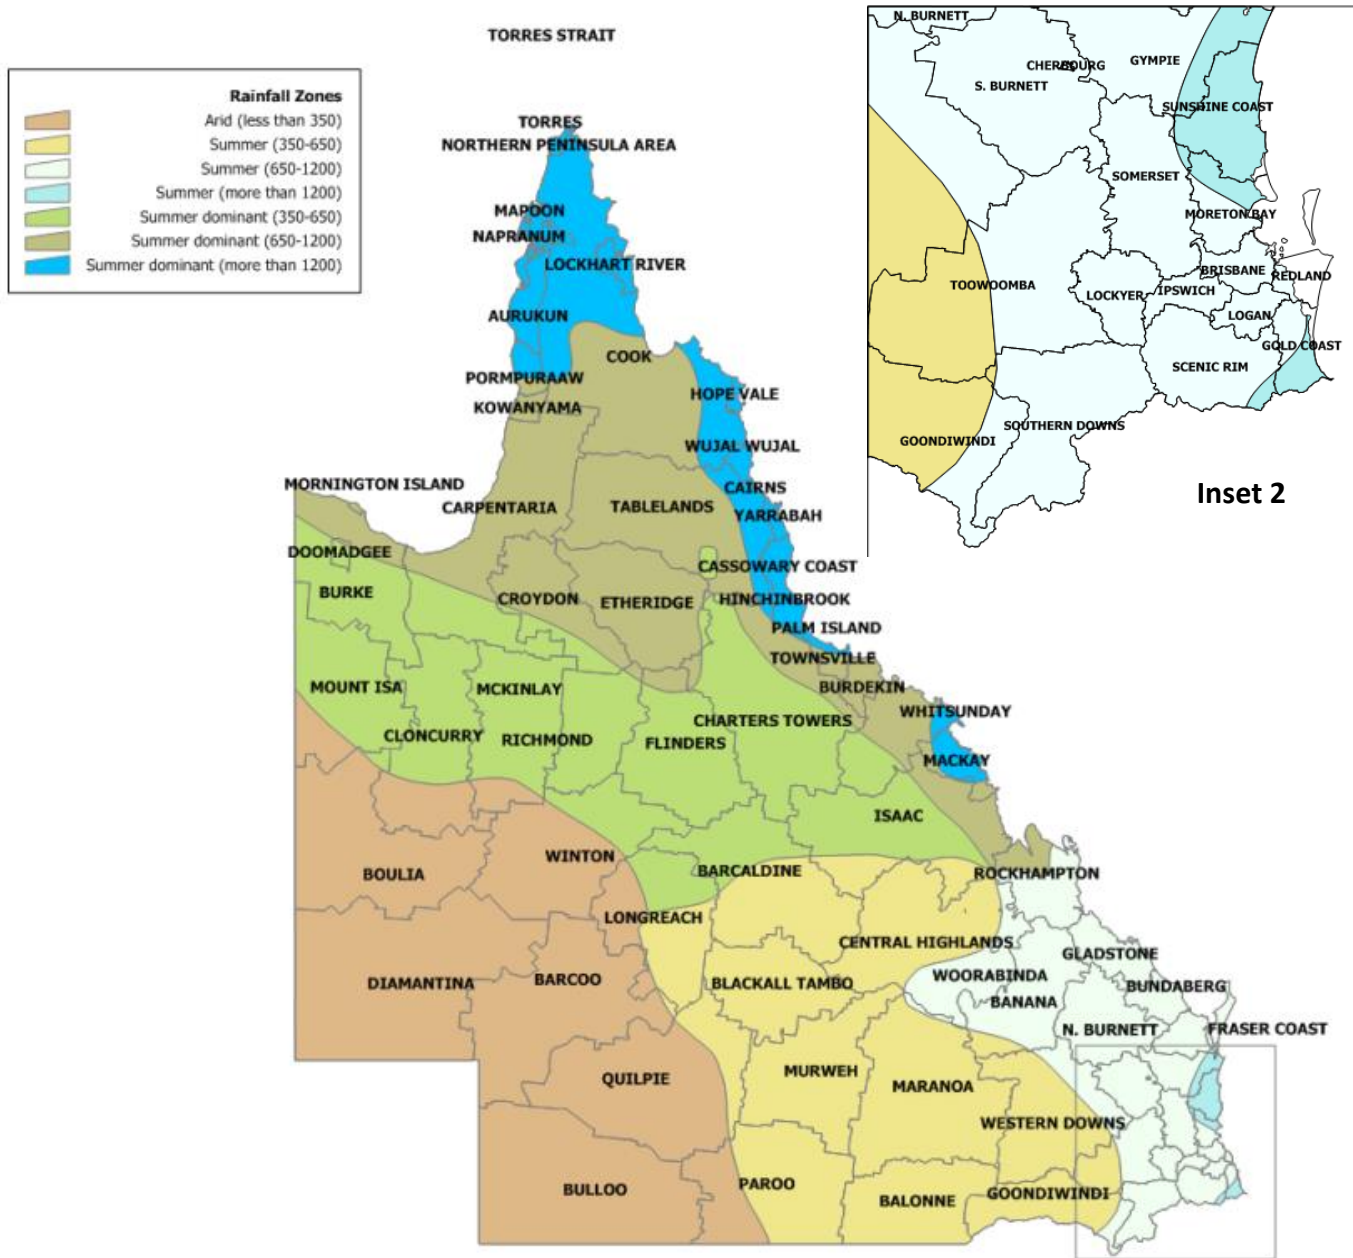 TORRES STRAIT
Rainfall Zones
Arid (less than 350)
Summer (350-650)
Summer (650-1200)
Summer (more than 1200)
Summer dominant (350-650)
Summer dominant (650-1200)
Summer dominant (more than 1200)
TORRES
NORTHERN PENINSULA AREA
MAPOON
NAPRANUM
LOCKHART RIVER
AURUKUN
COOK
PORMPURAAW
KOWANYAMA
HOPE VALE
WUJAL WUJAL
MORNINGTON ISLAND
CARPENTARIA
TABLELANDS
CAIRNS
YARRABAH
DOOMADGEE
CASSOWARY COAST
BURKE
CROYDON
ETHERIDGE
HINCHINBROOK
PALM ISLAND
TOWNSVILLE
MOUNT ISA
MCKINLAY
BURDEKIN
WHITSUNDAY
CLONCURRY
RICHMOND
FLINDERS
CHARTERS TOWERS
MACKAY
ISAAC
BOULIA
WINTON
BARCALDINE
ROCKHAMPTON
LONGREACH
CENTRAL HIGHLANDS
GLADSTONE
DIAMANTINA
BARCOO
BLACKALL TAMBO
WOORABINDA
BUNDABERG
BANANA
N. BURNETT
FRASER COAST
QUILPIE
MURWEH
MARANOA
WESTERN DOWNS
BULLOO
PAROO
BALONNE
GOONDIWINDI
N. BURNETT
CHERBOURG
GYMPIE
S. BURNETT
SUNSHINE COAST
SOMERSET
MORETON BAY
BRISBANE
REDLAND
TOOWOOMBA
LOCKYER
IPSWICH
LOGAN
GOLD COAST
SCENIC RIM
SOUTHERN DOWNS
GOONDIWINDI
Inset 2